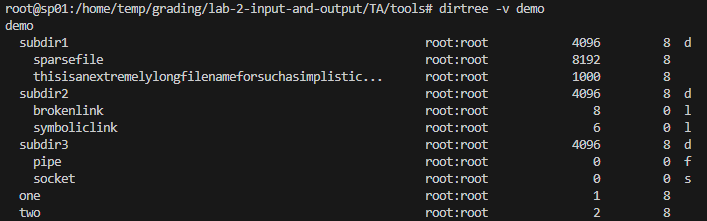 root@sp01:/home/temp/grading/lab-2-input-and-output/TA/tools# dirtree -v demo
demo
  subdir1                                              root:root          4096         8  d
    sparsefile                                         root:root          8192         8
    thisisanextremelylongfilenameforsuchasimplistic...  root:root          1000         8
  subdir2                                              root:root          4096         8  d
    brokenlink                                         root:root             8         0  l
    symboliclink                                       root:root             6         0  l
  subdir3                                              root:root          4096         8  d
    pipe                                               root:root             0         0  f
    socket                                             root:root             0         0  s
  one                                                  root:root             1         8
  two                                                  root:root             2         8